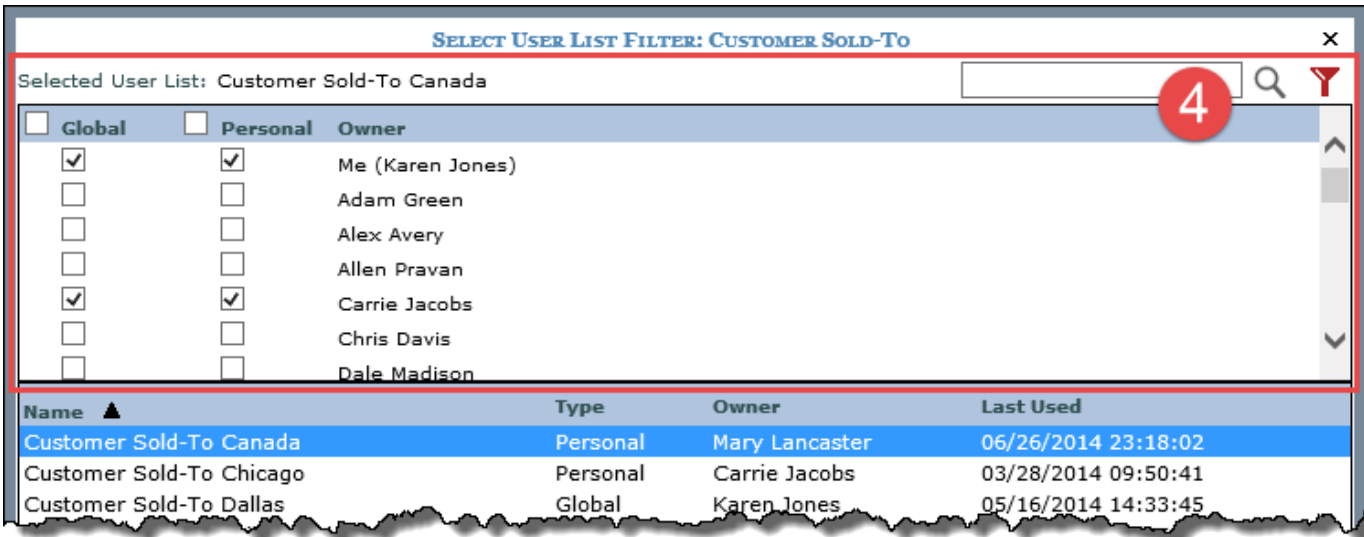 Select User List Filter: Customer Sold-To ×
Selected User List: Customer Sold-To Canada
4
Global Personal Owner
Me (Karen Jones)
Adam Green
Alex Avery
Allen Pravan
Carrie Jacobs
Chris Davis
Dale Madison
Name ▲ Type Owner Last Used
Customer Sold-To Canada Personal Mary Lancaster 06/26/2014 23:18:02
Customer Sold-To Chicago Personal Carrie Jacobs 03/28/2014 09:50:41
Customer Sold-To Dallas Global Karen Jones 05/16/2014 14:33:45